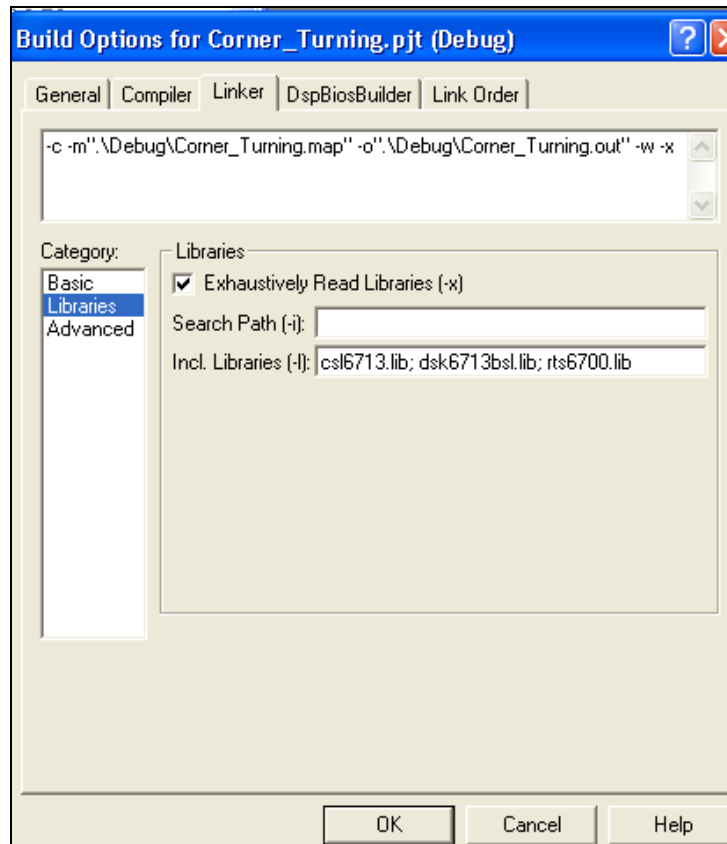 Build Options for Corner_Turning.pjt (Debug)
General Compiler Linker DspBiosBuilder Link Order
-c -m".\Debug\Corner_Turning.map" -o".\Debug\Corner_Turning.out" -w -x
Category:
Basic
Libraries
Advanced
Libraries
Exhaustively Read Libraries (-x)
Search Path (-i):
Incl. Libraries (-l): csl6713.lib; dsk6713bsl.lib; rts6700.lib
OK Cancel Help